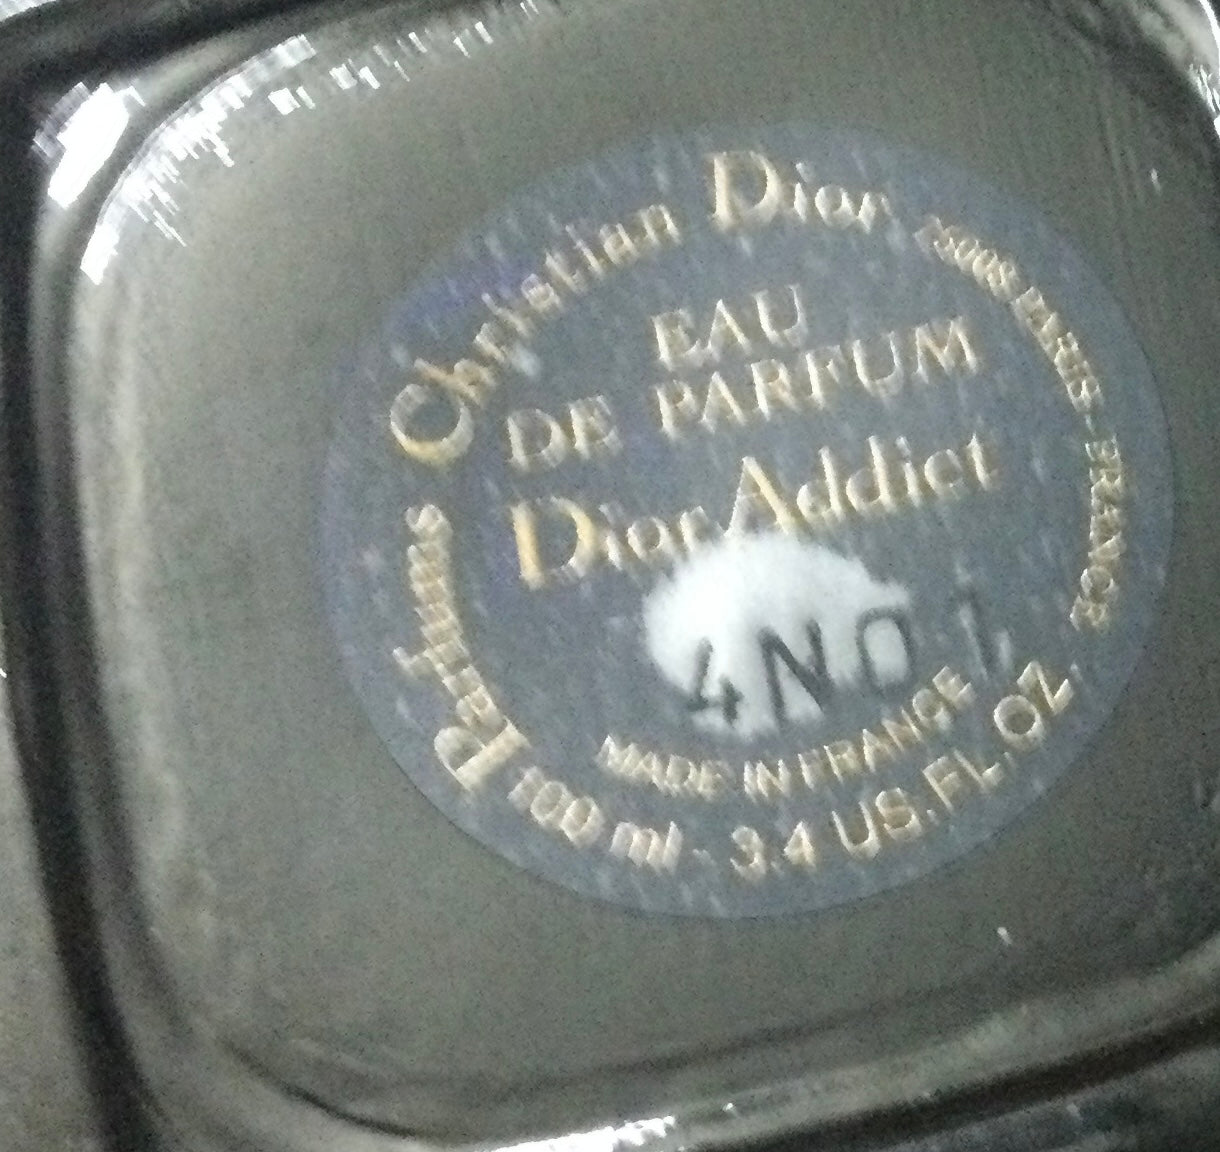 Parfums Christian Dior 75008 PARIS - FRANCE
EAU
DE PARFUM
Dior Addict
4N01
MADE IN FRANCE
100 ml - 3.4 US.FL.OZ.